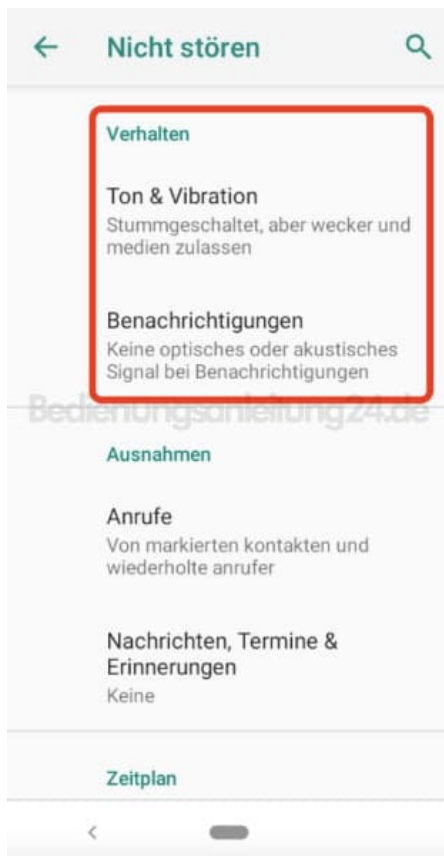 Nicht stören
Verhalten
Ton & Vibration
Stummgeschaltet, aber wecker und
medien zulassen
Benachrichtigungen
Keine optisches oder akustisches
Signal bei Benachrichtigungen
Bedienungsanleitung24.de
Ausnahmen
Anrufe
Von markierten kontakten und
wiederholte anrufer
Nachrichten, Termine &
Erinnerungen
Keine
Zeitplan